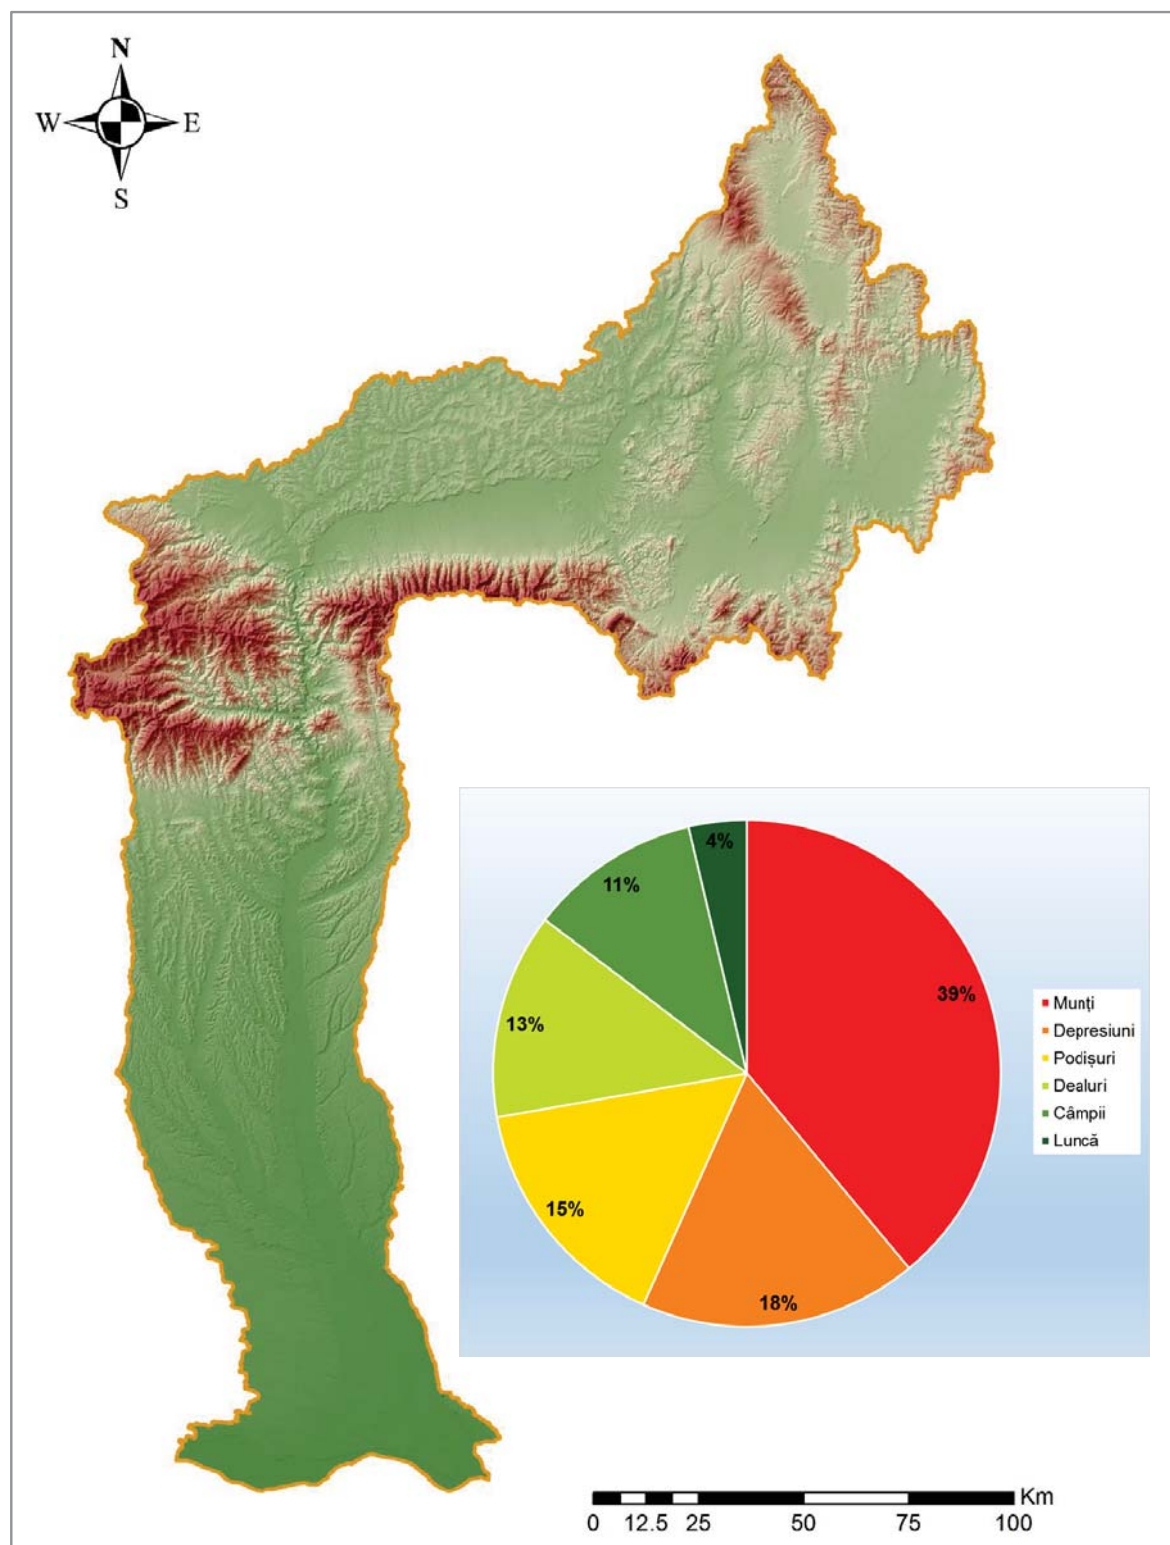 N
W E
S
4%
11%
39%
13%
15%
18%
Munți
Depresiuni
Podișuri
Dealuri
Câmpii
Luncă
Km
0 12.5 25 50 75 100